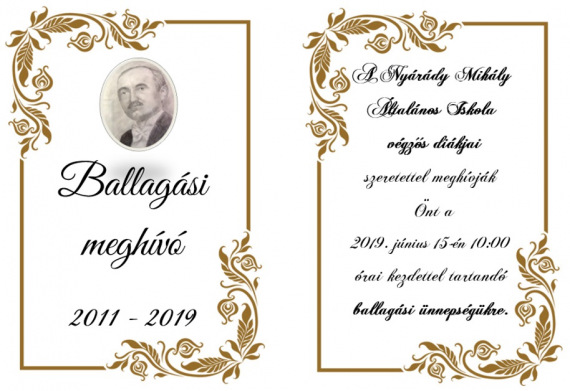 Ballagási
meghívó
2011 - 2019
A Nyárády Mihály
Általános Iskola
végzős diákjai
szeretettel meghívják
Önt a
2019. június 15-én 10:00
órai kezdettel tartandó
ballagási ünnepségükre.